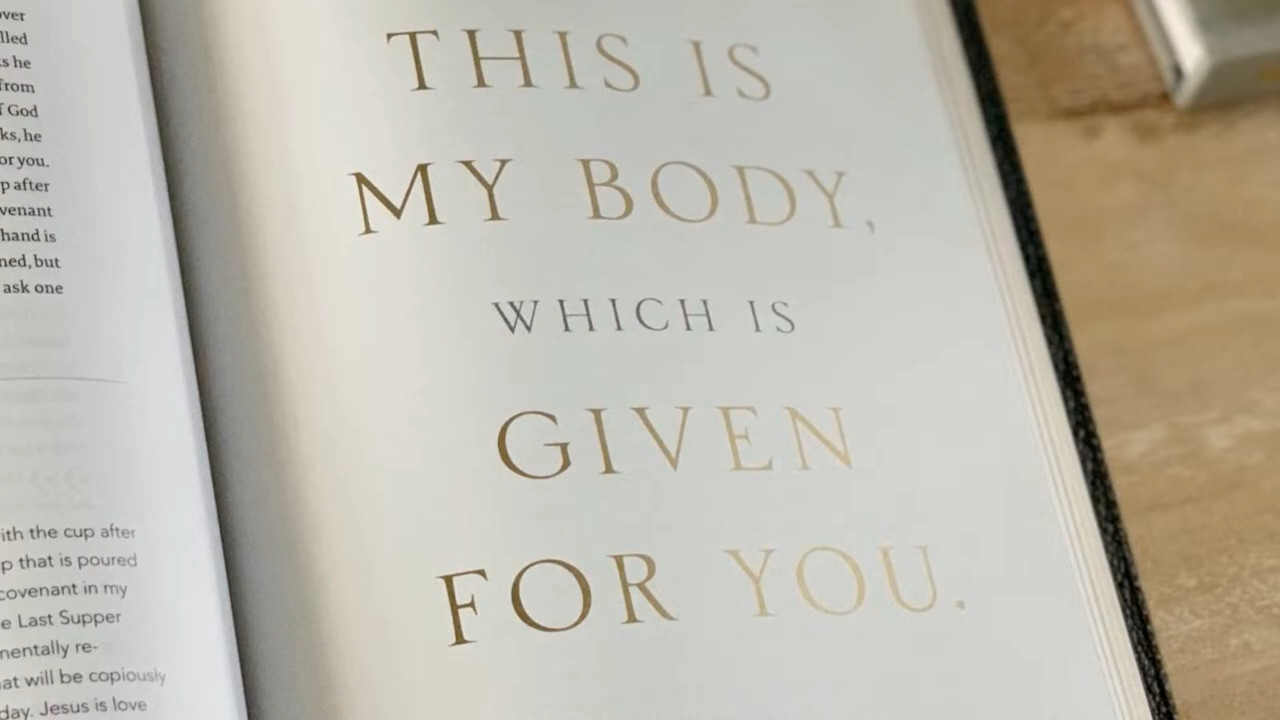 lled
he
from
God
ks, he
or you.
p after
venant
hand is
ned, but
ask one
ith the cup after
p that is poured
covenant in my
e Last Supper
mentally re-
at will be copiously
day. Jesus is love
THIS IS
MY BODY,
WHICH IS
GIVEN
FOR YOU.